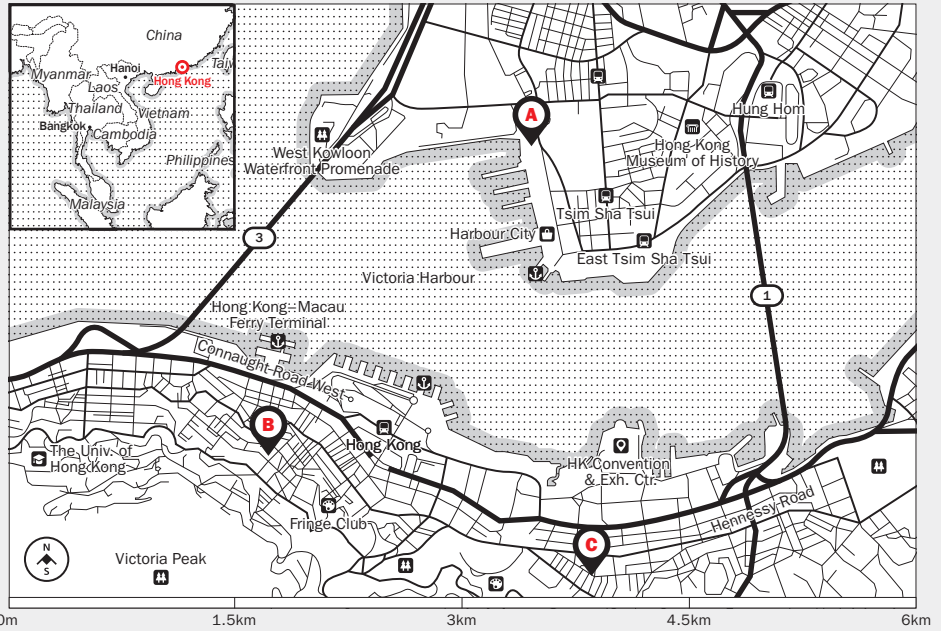 China
Hanoi
Hong Kong
Myanmar
Laos
Thailand
Vietnam
Bangkok
Cambodia
Philippines
Malaysia
A
Hung Hom
Hong Kong
Museum of History
West Kowloon
Waterfront Promenade
Tsim Sha Tsui
Harbour City
3
East Tsim Sha Tsui
Victoria Harbour
1
Hong Kong–Macau
Ferry Terminal
Connaught Road West
B
Hong Kong
The Univ. of
Hong Kong
HK Convention
& Exh. Ctr.
Hennessy Road
Fringe Club
C
N
S
Victoria Peak
0m
1.5km
3km
4.5km
6km